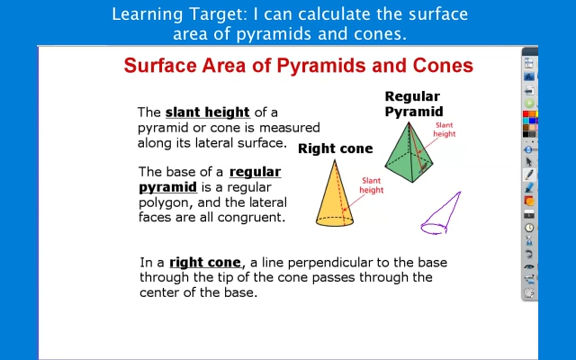 Learning Target: I can calculate the surface
area of pyramids and cones.
Surface Area of Pyramids and Cones
The slant height of a
pyramid or cone is measured
along its lateral surface.
Regular
Pyramid
Slant
height
Right cone
Slant
height
The base of a regular
pyramid is a regular
polygon, and the lateral
faces are all congruent.
In a right cone, a line perpendicular to the base
through the tip of the cone passes through the
center of the base.